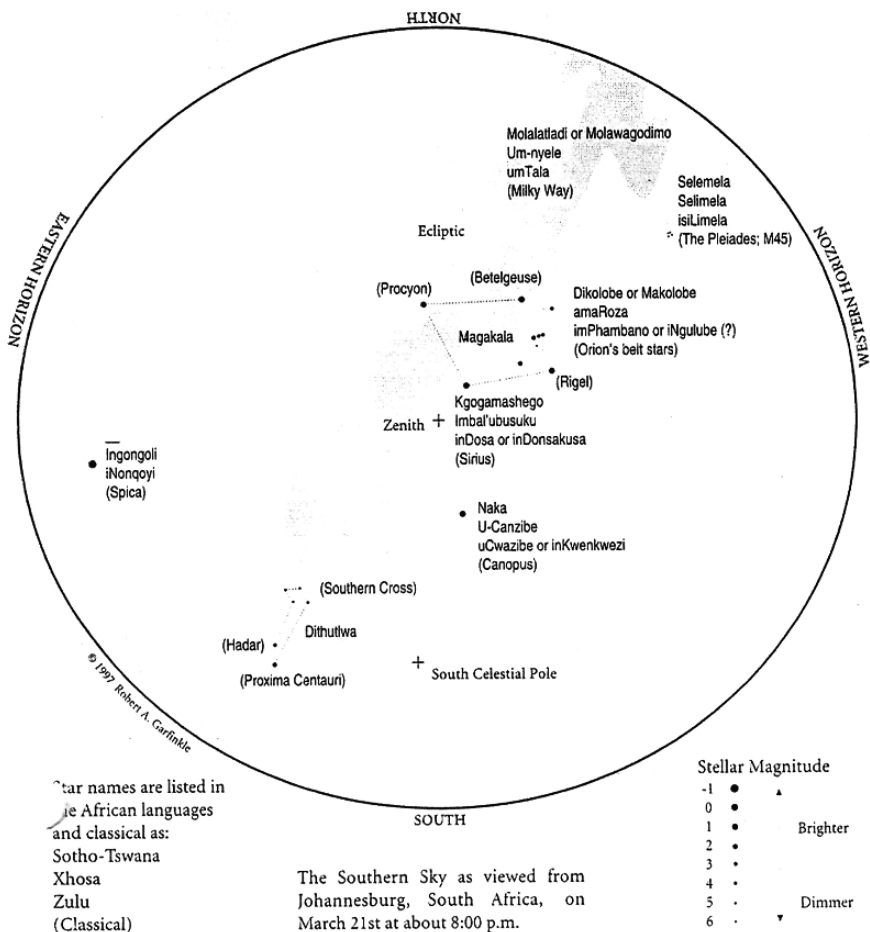 NORTH
Molalatladi or Molawagodimo
Um-nyele
umTala
(Milky Way)
Selemela
Selimela
isiLimela
(The Pleiades; M45)
EASTERN HORIZON
WESTERN HORIZON
Ecliptic
(Procyon)
(Betelgeuse)
Dikolobe or Makolobe
amaRoza
imPhambano or iNgulube (?)
(Orion's belt stars)
Magakala
(Rigel)
Zenith
Kgogamashego
Imbal'ubusuku
inDosa or inDonsakusa
(Sirius)
Ingongoli
iNonqoyi
(Spica)
Naka
U-Canzibe
uCwazibe or inKwenkwezi
(Canopus)
(Southern Cross)
Dithutlwa
(Hadar)
(Proxima Centauri)
South Celestial Pole
© 1997 Robert A. Garfinkle
SOUTH
Star names are listed in
African languages
and classical as:
Sotho-Tswana
Xhosa
Zulu
(Classical)
The Southern Sky as viewed from
Johannesburg, South Africa, on
March 21st at about 8:00 p.m.
Stellar Magnitude
-1
0
1 Brighter
2
3
4
5 Dimmer
6